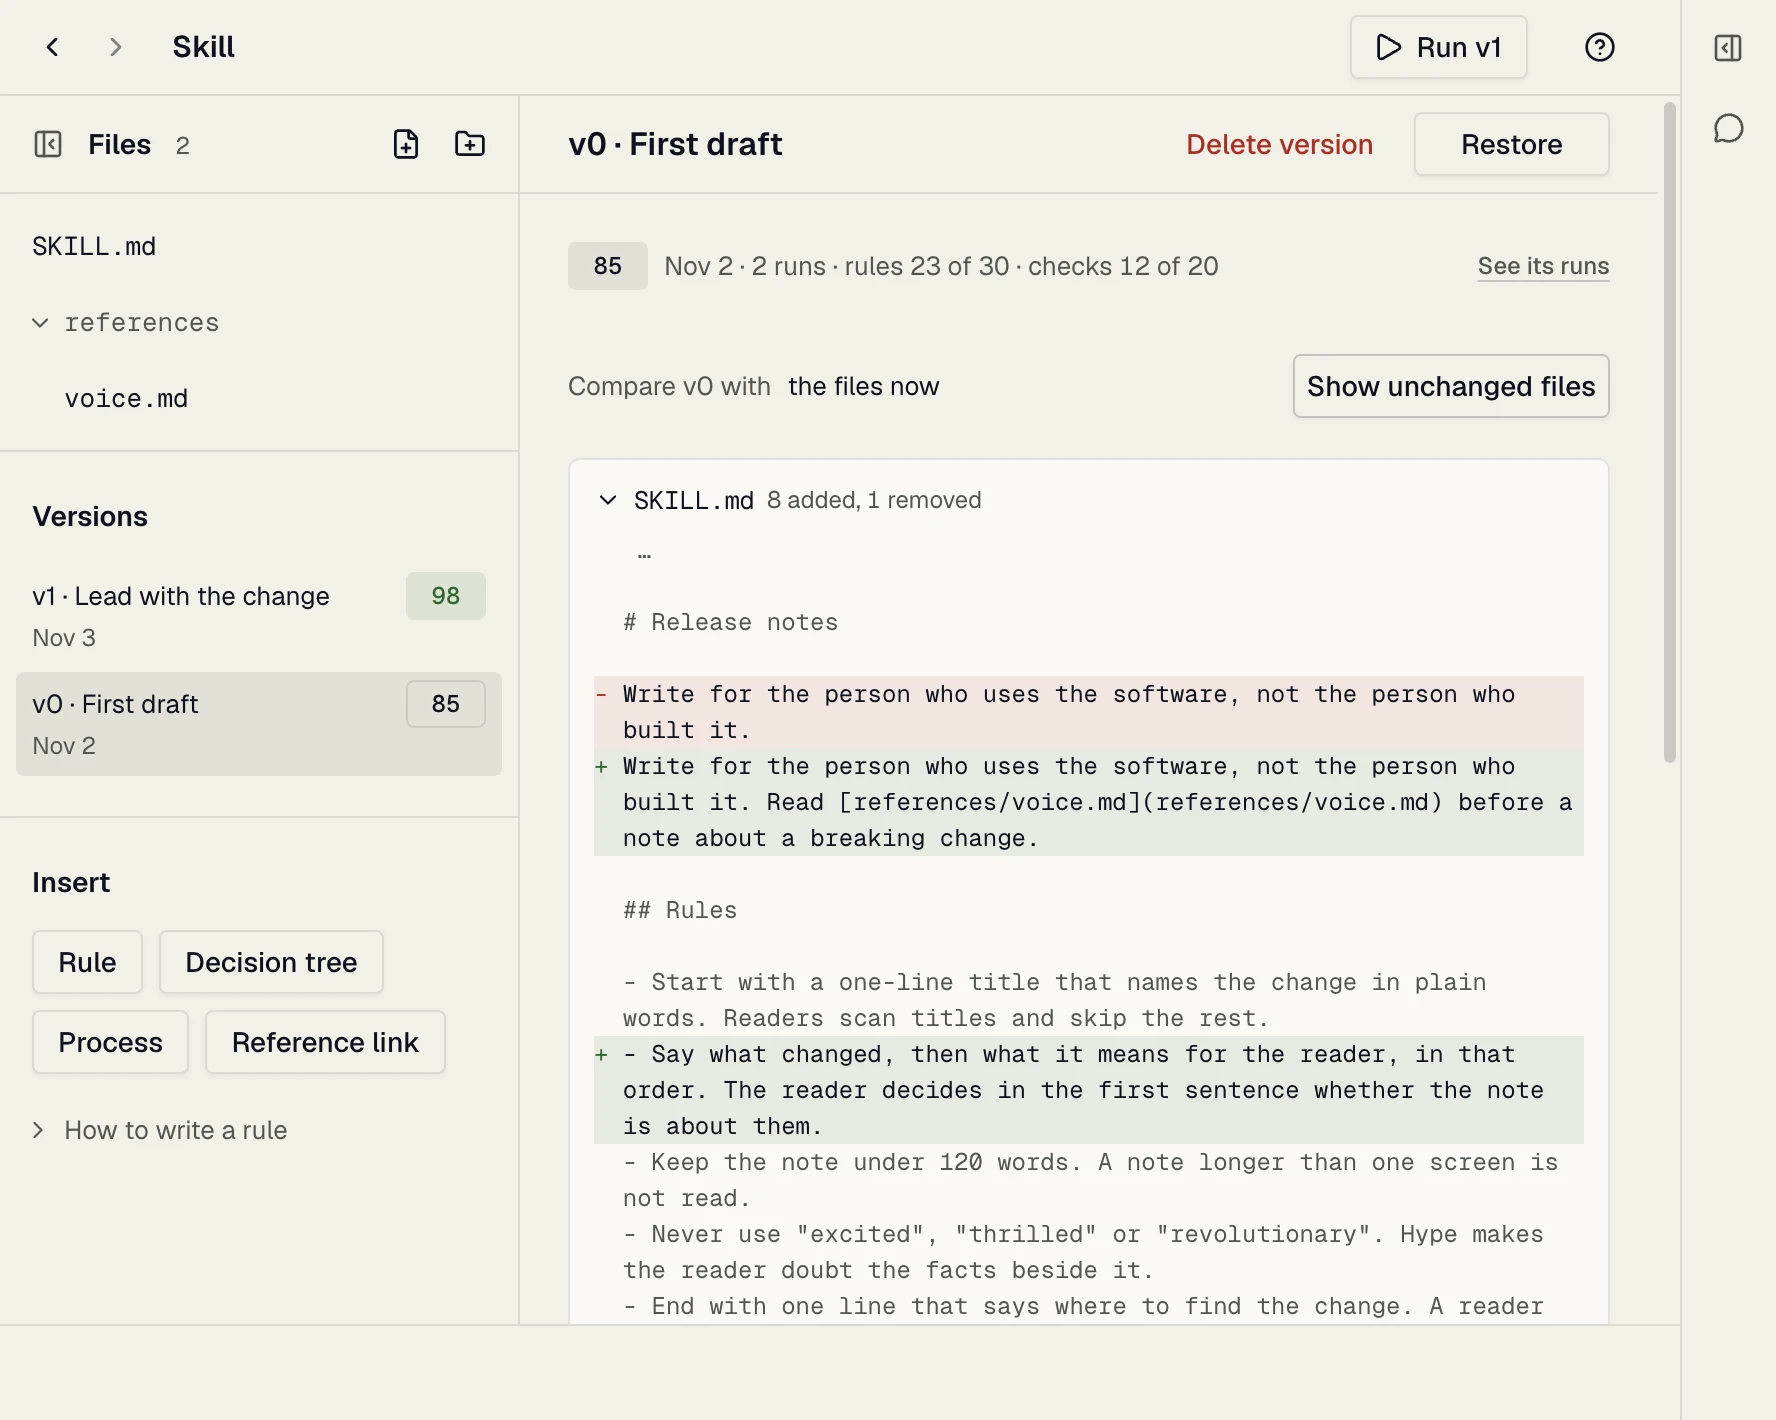 Skill
Run v1
Files 2
SKILL.md
references
voice.md
Versions
v1 · Lead with the change
98
Nov 3
v0 · First draft
85
Nov 2
Insert
Rule
Decision tree
Process
Reference link
How to write a rule
v0 · First draft
Delete version
Restore
85
Nov 2 · 2 runs · rules 23 of 30 · checks 12 of 20
See its runs
Compare v0 with the files now
Show unchanged files
SKILL.md 8 added, 1 removed
…
# Release notes
- Write for the person who uses the software, not the person who
built it.
+ Write for the person who uses the software, not the person who
built it. Read [references/voice.md](references/voice.md) before a
note about a breaking change.
## Rules
- Start with a one-line title that names the change in plain
words. Readers scan titles and skip the rest.
+ - Say what changed, then what it means for the reader, in that
order. The reader decides in the first sentence whether the note
is about them.
- Keep the note under 120 words. A note longer than one screen is
not read.
- Never use "excited", "thrilled" or "revolutionary". Hype makes
the reader doubt the facts beside it.
- End with one line that says where to find the change. A reader